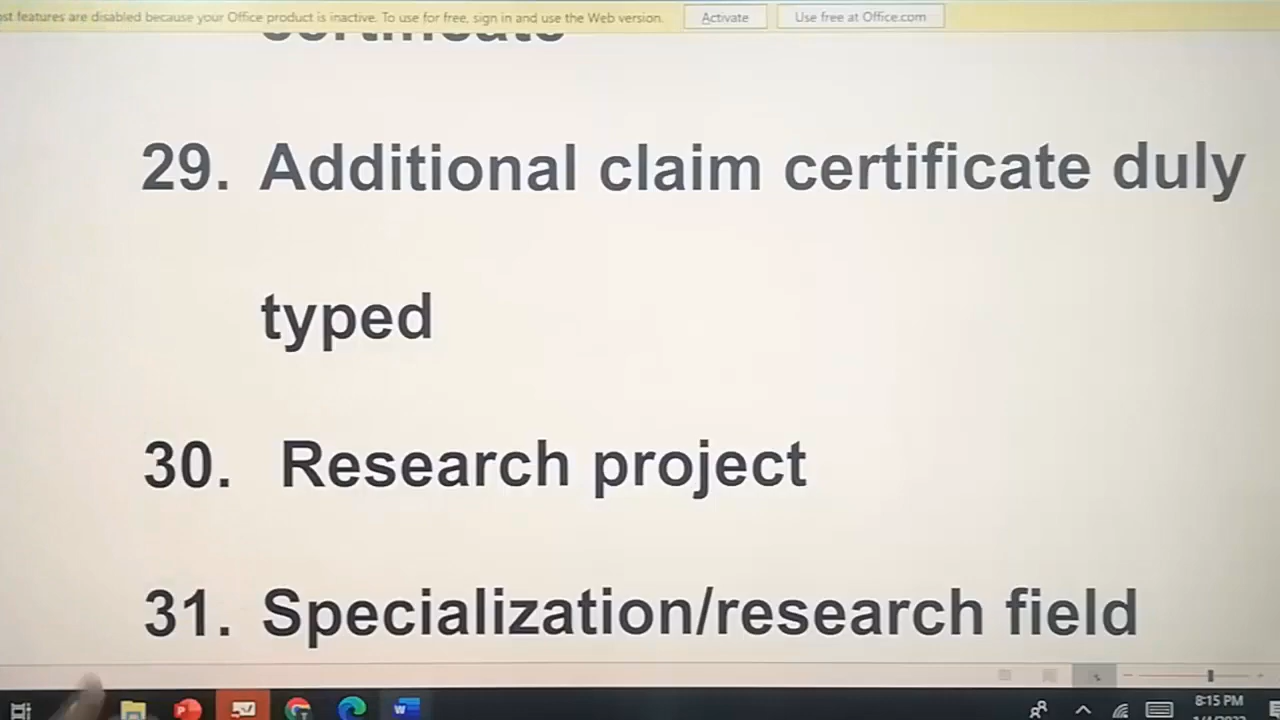 features are disabled because your Office product is inactive. To use for free, sign in and use the Web version. Activate Use free at Office.com
certificate
29. Additional claim certificate duly
typed
30. Research project
31. Specialization/research field
8:15 PM